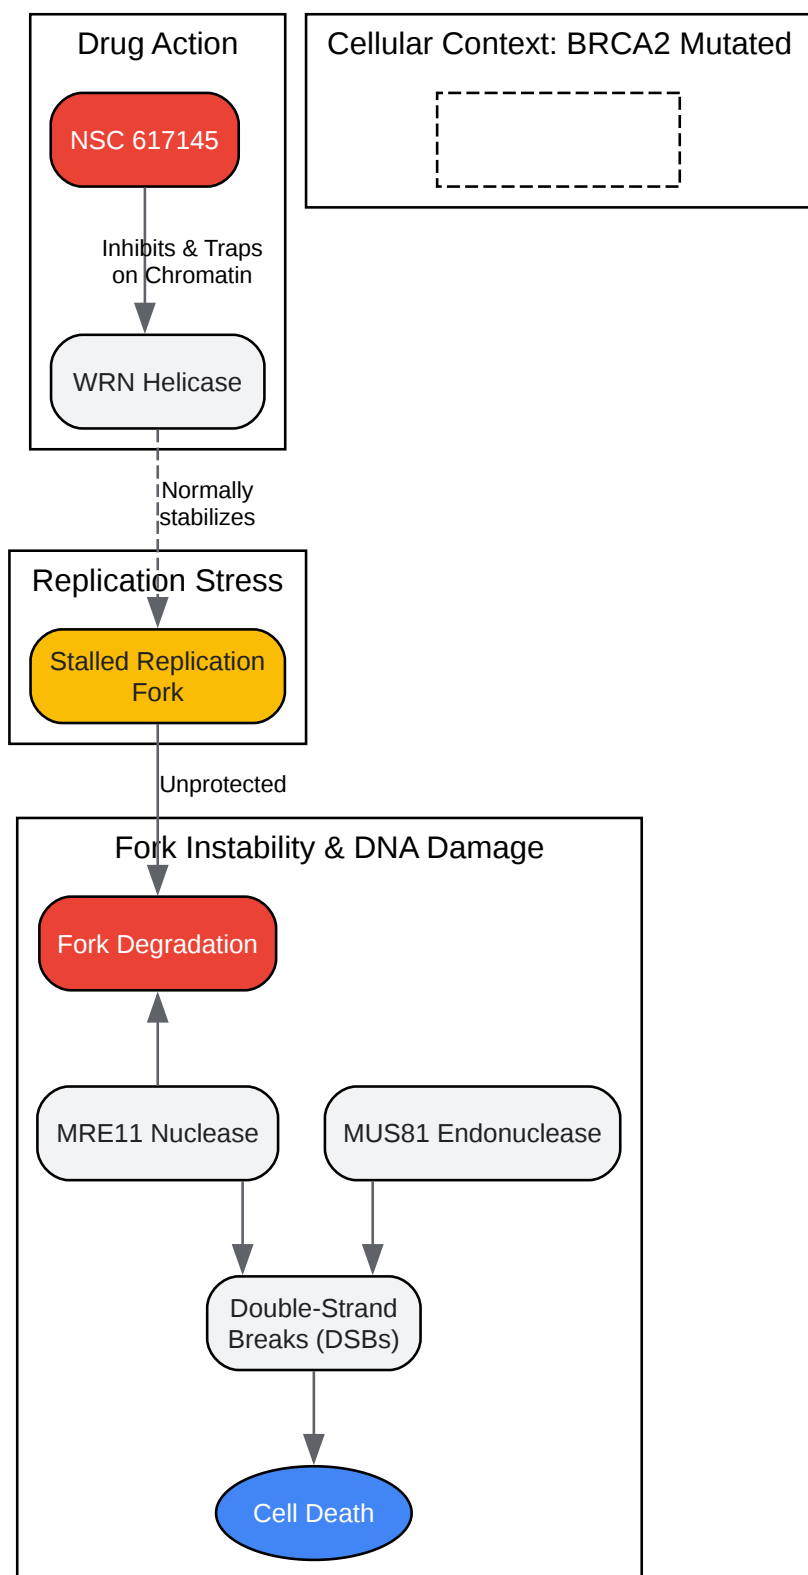 Drug Action
Cellular Context: BRCA2 Mutated
NSC 617145
Inhibits & Traps
on Chromatin
WRN Helicase
Normally
stabilizes
Replication Stress
Stalled Replication
Fork
Unprotected
Fork Instability & DNA Damage
Fork Degradation
MRE11 Nuclease
MUS81 Endonuclease
Double-Strand
Breaks (DSBs)
Cell Death